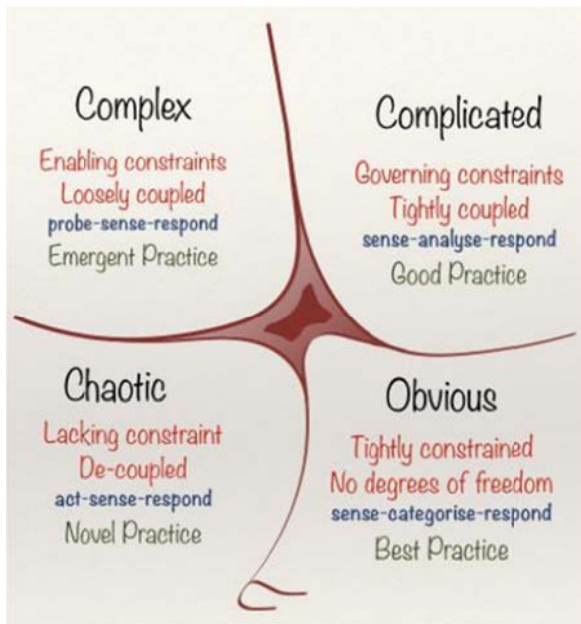 Complex
Enabling constraints
Loosely coupled
probe-sense-respond
Emergent Practice
Complicated
Governing constraints
Tightly coupled
sense-analyse-respond
Good Practice
Chaotic
Lacking constraint
De-coupled
act-sense-respond
Novel Practice
Obvious
Tightly constrained
No degrees of freedom
sense-categorise-respond
Best Practice